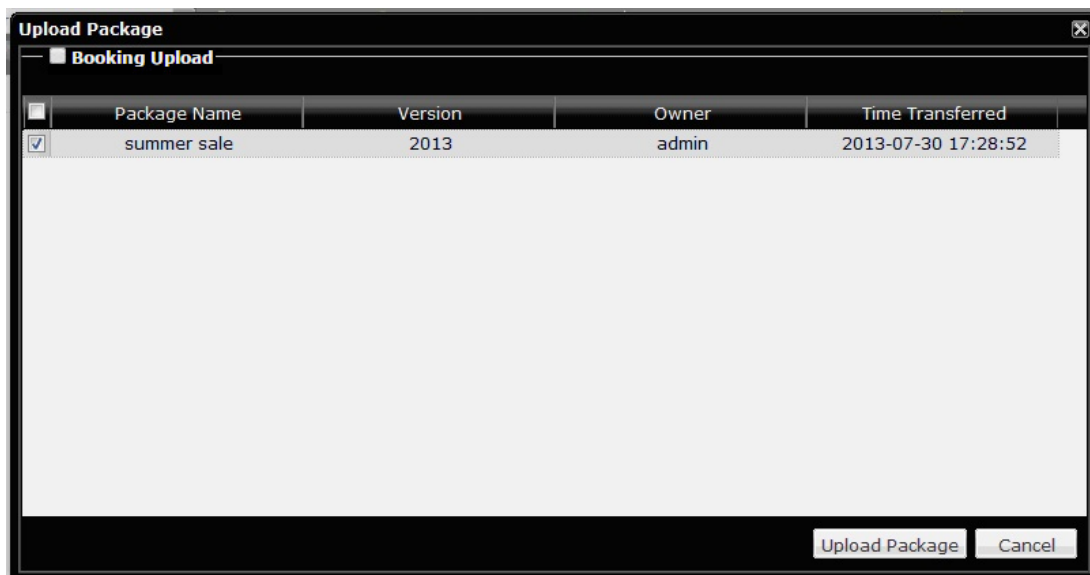 Upload Package
Booking Upload
Package Name Version Owner Time Transferred
summer sale 2013 admin 2013-07-30 17:28:52
Upload Package Cancel